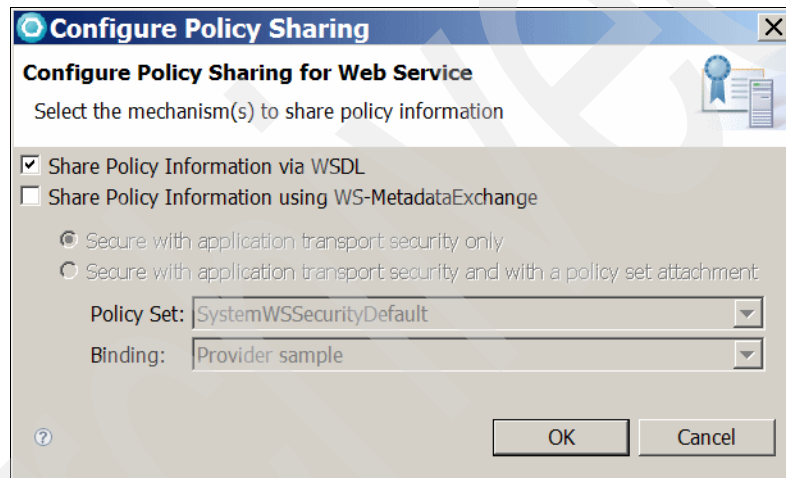 Configure Policy Sharing
Configure Policy Sharing for Web Service
Select the mechanism(s) to share policy information
Share Policy Information via WSDL
Share Policy Information using WS-MetadataExchange
Secure with application transport security only
Secure with application transport security and with a policy set attachment
Policy Set: SystemWSSecurityDefault
Binding: Provider sample
? OK Cancel